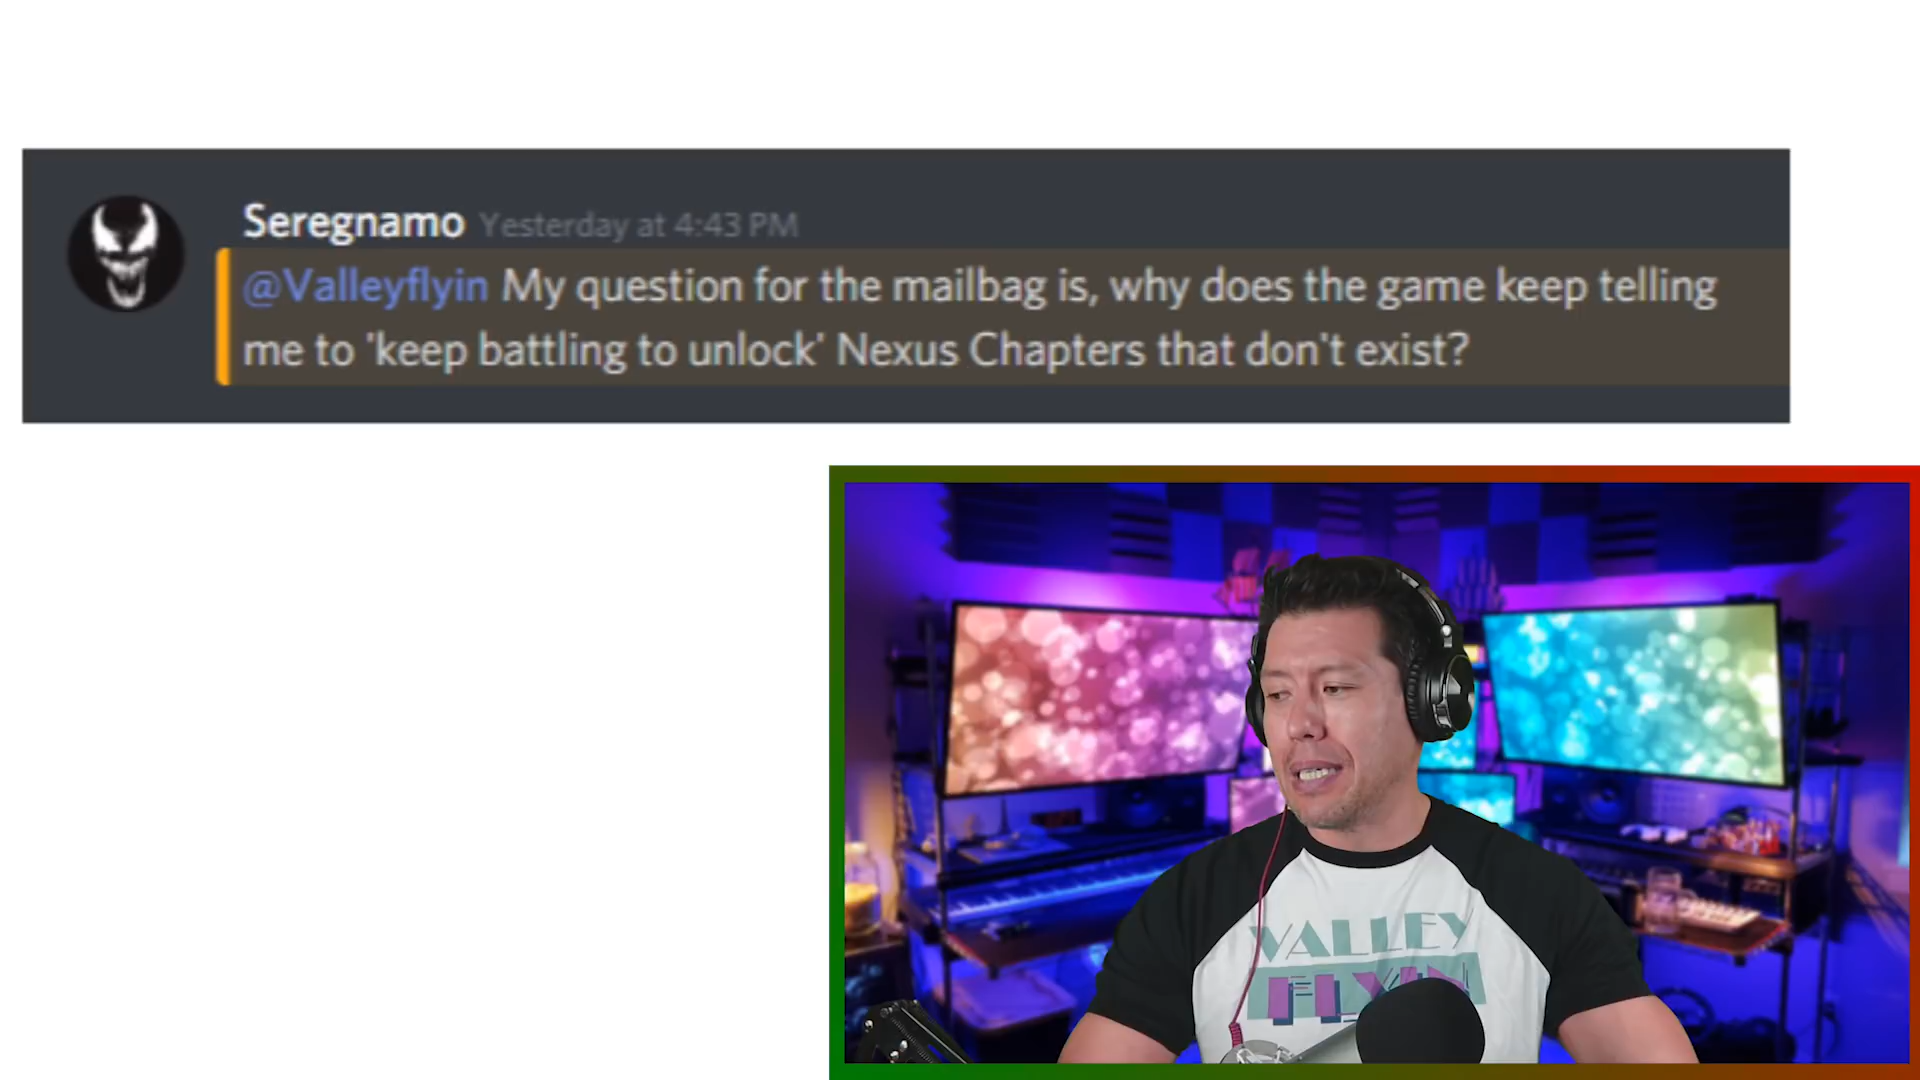 Seregnamo Yesterday at 4:43 PM
@Valleyflyin My question for the mailbag is, why does the game keep telling
me to 'keep battling to unlock' Nexus Chapters that don't exist?
VALLEY
FLYIN